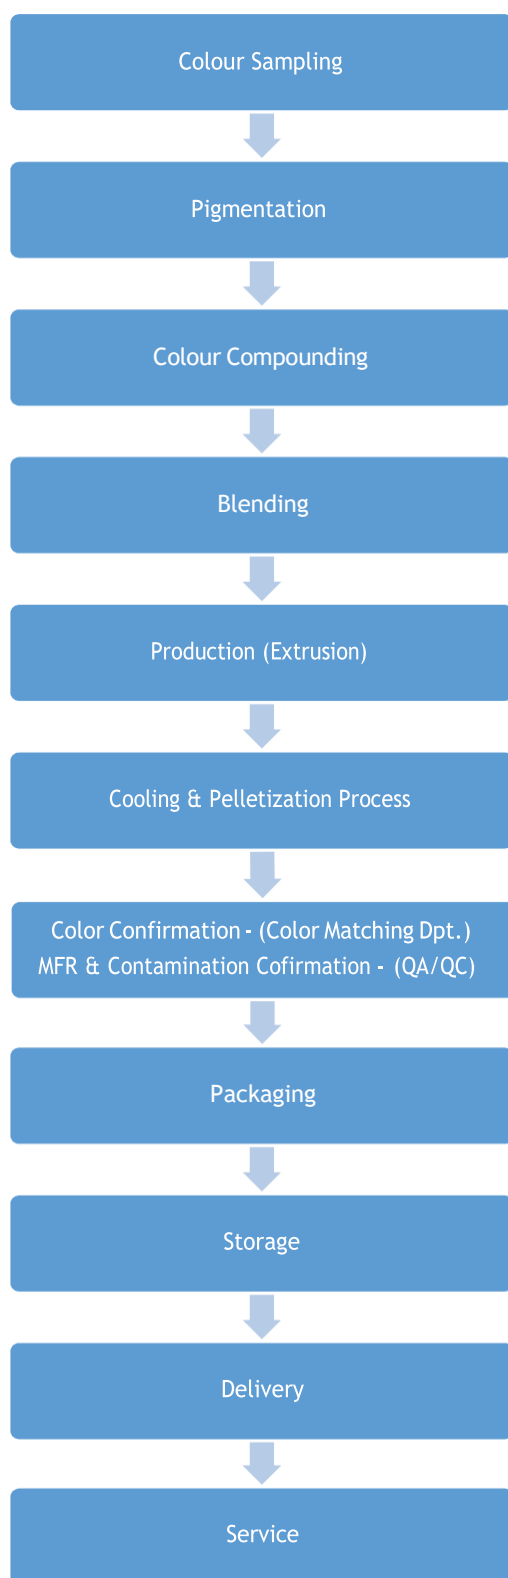 Colour Sampling
Pigmentation
Colour Compounding
Blending
Production (Extrusion)
Cooling & Pelletization Process
Color Confirmation - (Color Matching Dpt.)
MFR & Contamination Cofirmation - (QA/QC)
Packaging
Storage
Delivery
Service